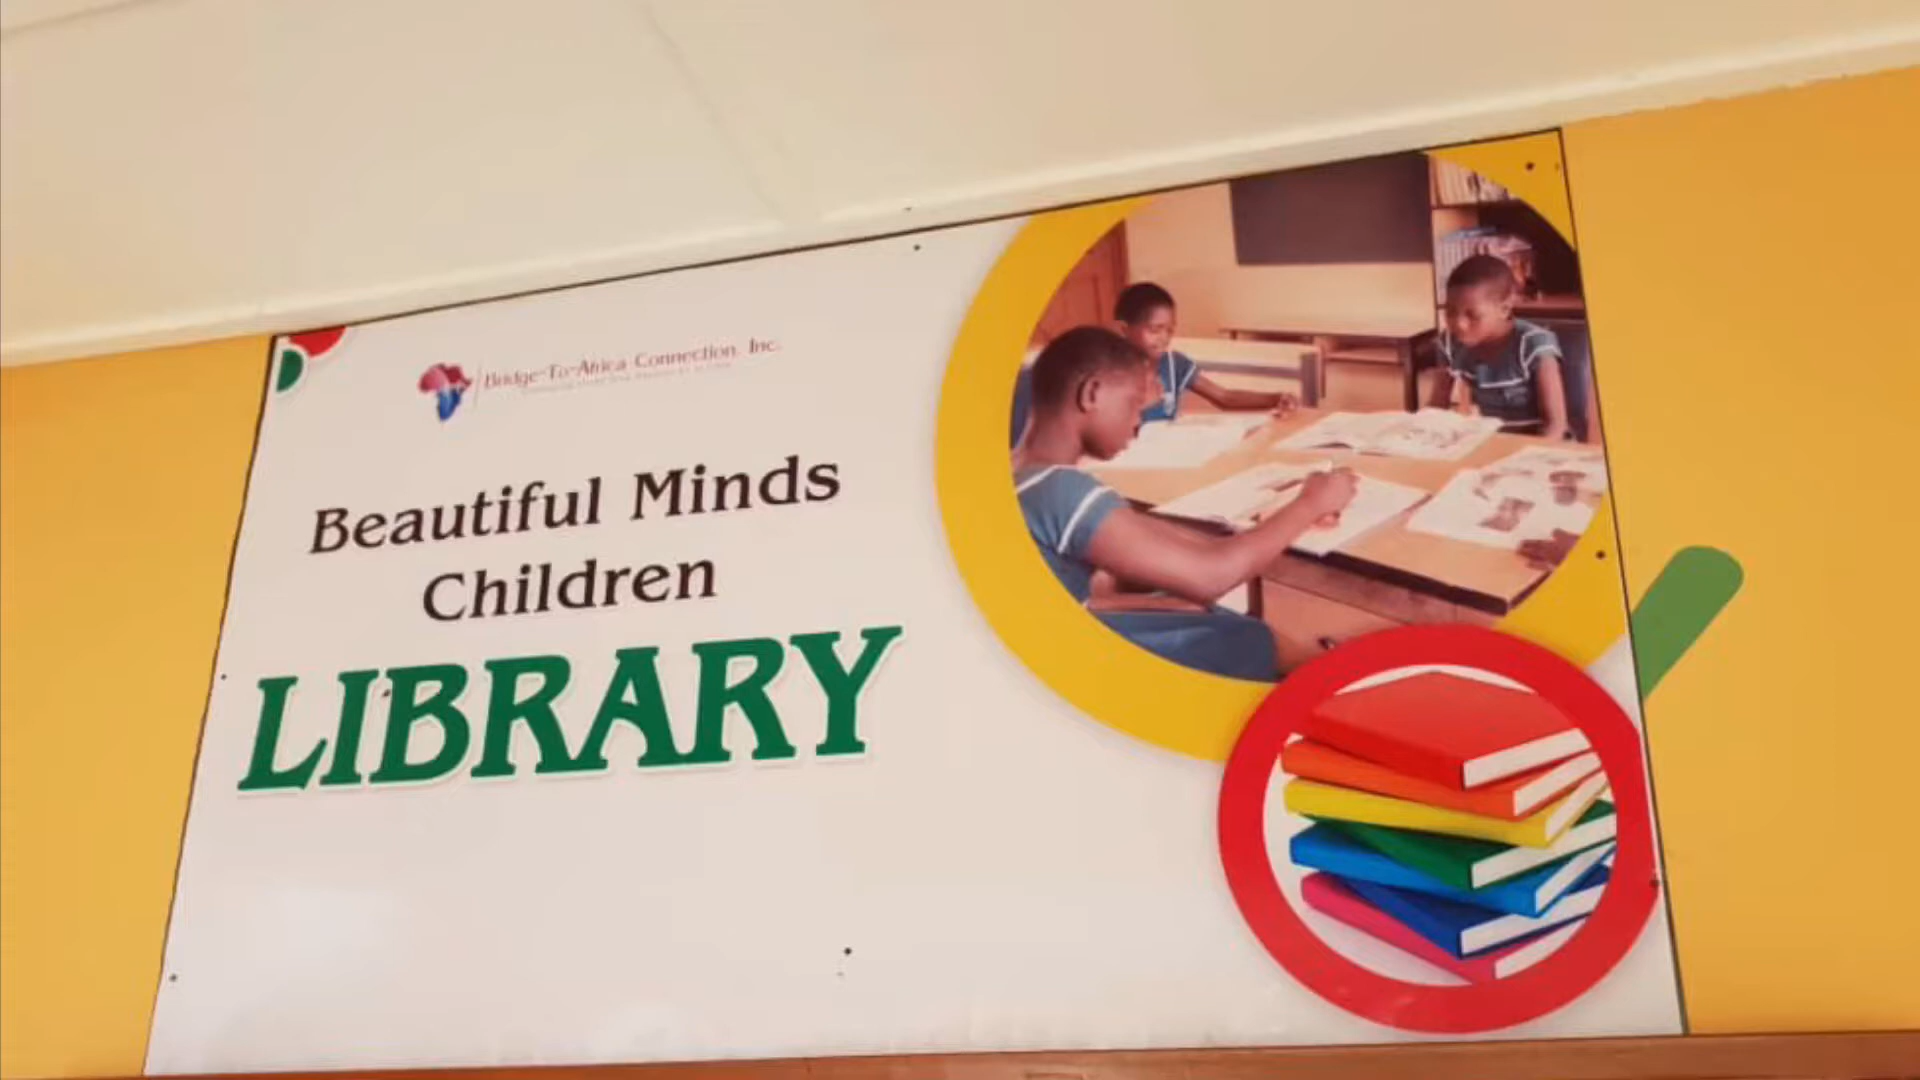 Bridge-To-Africa Connection, Inc.
Beautiful Minds
Children
LIBRARY